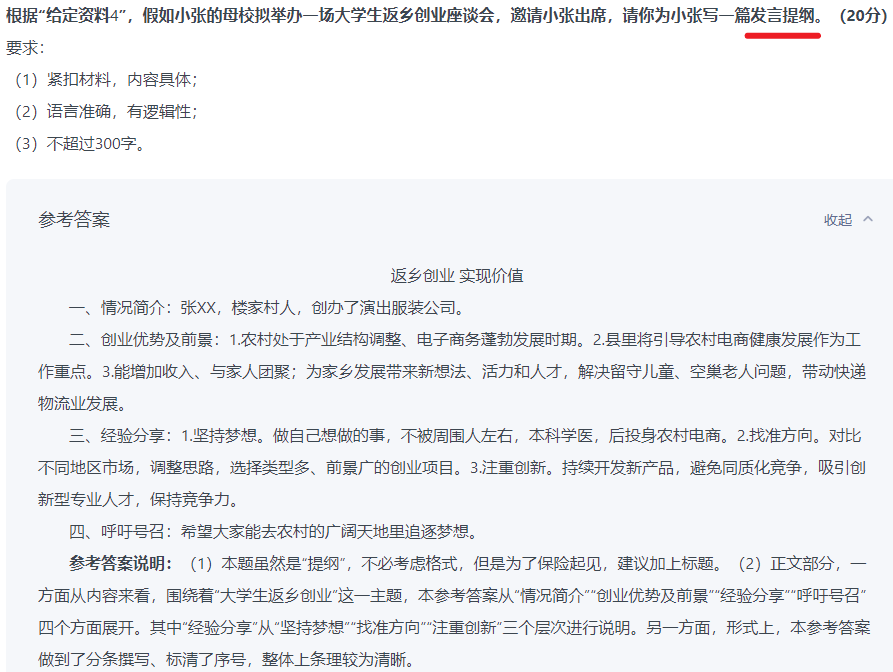 根据“给定资料4”，假如小张的母校拟举办一场大学生返乡创业座谈会，邀请小张出席，请你为小张写一篇发言提纲。（20分）
要求：
（1）紧扣材料，内容具体；
（2）语言准确，有逻辑性；
（3）不超过300字。
参考答案
收起
返乡创业 实现价值
一、情况简介：张XX，楼家村人，创办了演出服装公司。
二、创业优势及前景：1.农村处于产业结构调整、电子商务蓬勃发展时期。2.县里将引导农村电商健康发展作为工
作重点。3.能增加收入、与家人团聚；为家乡发展带来新想法、活力和人才，解决留守儿童、空巢老人问题，带动快递
物流业发展。
三、经验分享：1.坚持梦想。做自己想做的事，不被周围人左右，本科学医，后投身农村电商。2.找准方向。对比
不同地区市场，调整思路，选择类型多、前景广的创业项目。3.注重创新。持续开发新产品，避免同质化竞争，吸引创
新型专业人才，保持竞争力。
四、呼吁号召：希望大家能去农村的广阔天地里追逐梦想。
参考答案说明：（1）本题虽然是“提纲”，不必考虑格式，但是为了保险起见，建议加上标题。（2）正文部分，一
方面从内容来看，围绕着“大学生返乡创业”这一主题，本参考答案从“情况简介”“创业优势及前景”“经验分享”“呼吁号召”
四个方面展开。其中“经验分享”从“坚持梦想”“找准方向”“注重创新”三个层次进行说明。另一方面，形式上，本参考答案
做到了分条撰写、标清了序号，整体上条理较为清晰。